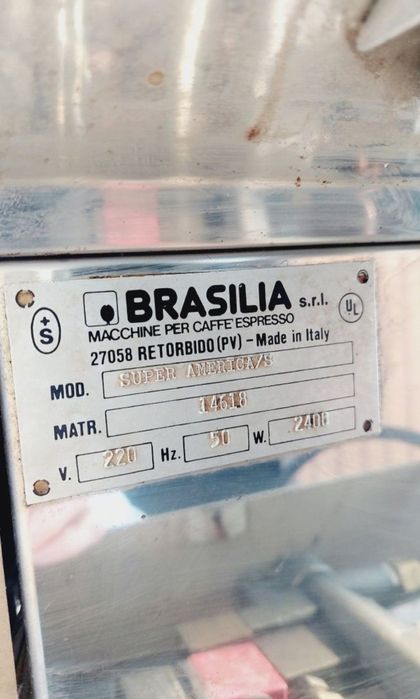 BRASILIA s.r.l.
MACCHINE PER CAFFE' ESPRESSO
27058 RETORBIDO (PV) - Made in Italy
MOD. SUPER AMERICA/S
MATR. 14618
V. 220 Hz. 50 W. 2400
+S
UL